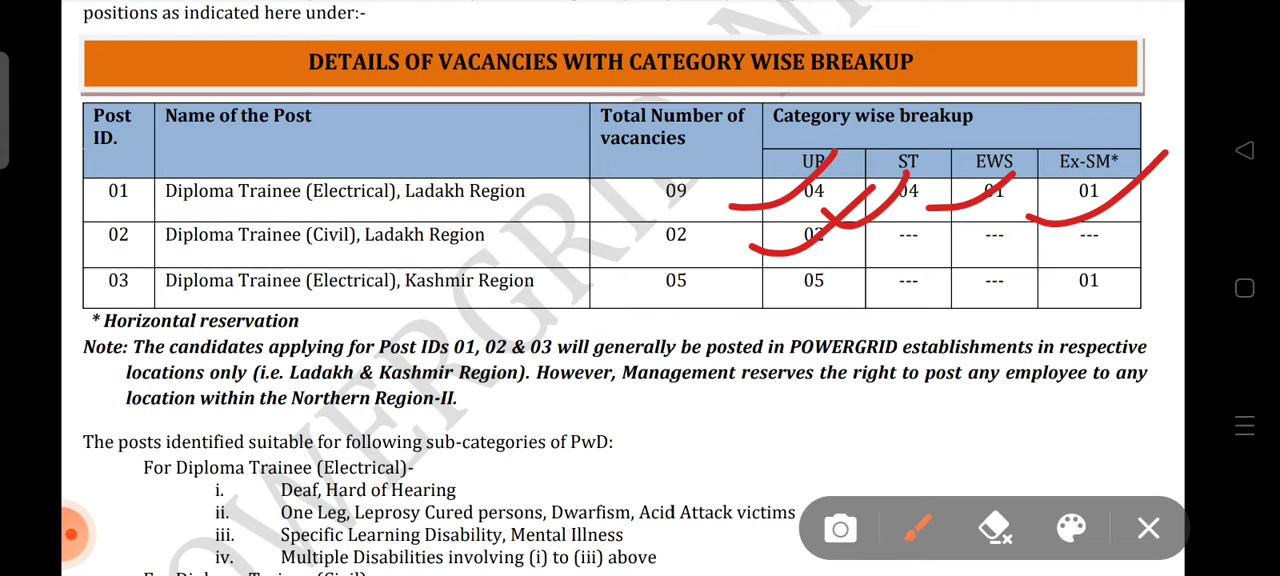 positions as indicated here under:-
DETAILS OF VACANCIES WITH CATEGORY WISE BREAKUP
Post ID. Name of the Post Total Number of vacancies Category wise breakup
UR ST EWS Ex-SM*
01 Diploma Trainee (Electrical), Ladakh Region 09 04 04 01 01
02 Diploma Trainee (Civil), Ladakh Region 02 02 --- --- ---
03 Diploma Trainee (Electrical), Kashmir Region 05 05 --- --- 01
* Horizontal reservation
Note: The candidates applying for Post IDs 01, 02 & 03 will generally be posted in POWERGRID establishments in respective
locations only (i.e. Ladakh & Kashmir Region). However, Management reserves the right to post any employee to any
location within the Northern Region-II.
The posts identified suitable for following sub-categories of PwD:
For Diploma Trainee (Electrical)-
i. Deaf, Hard of Hearing
ii. One Leg, Leprosy Cured persons, Dwarfism, Acid Attack victims
iii. Specific Learning Disability, Mental Illness
iv. Multiple Disabilities involving (i) to (iii) above
For Diploma Trainee (Civil)
POWERGRID